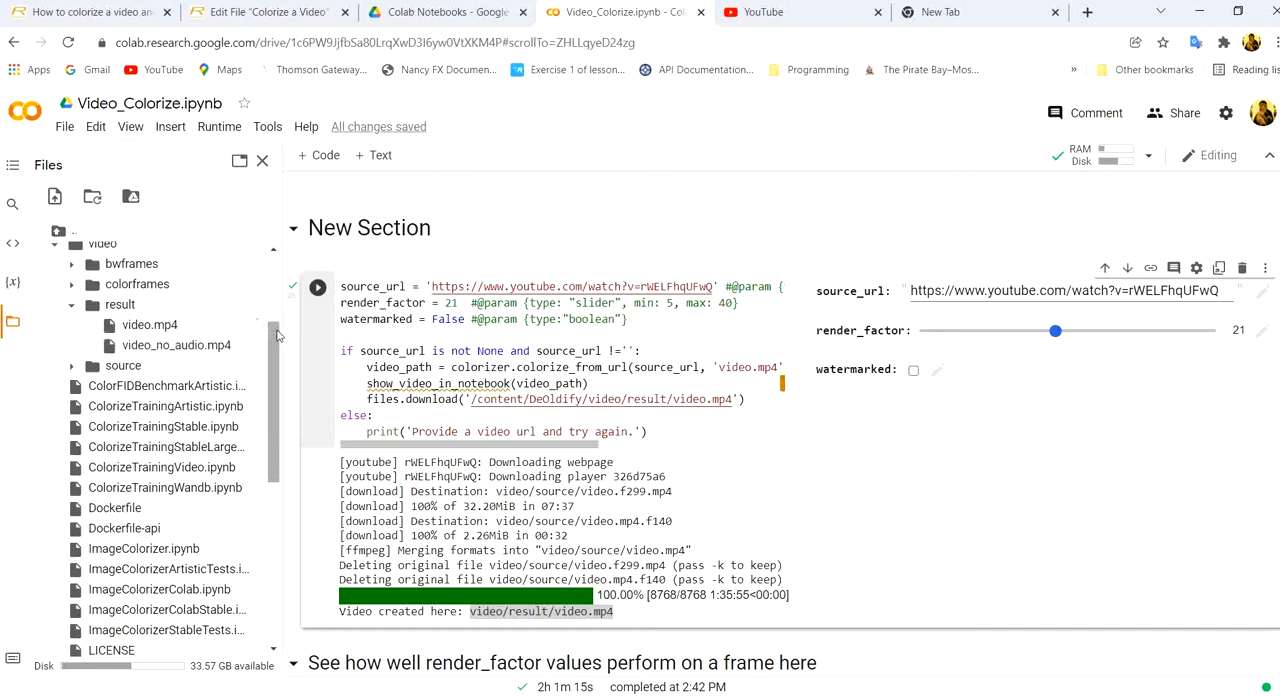 How to colorize a video an
Edit File "Colorize a Video"
Colab Notebooks - Google
Video_Colorize.ipynb - Co
YouTube
New Tab
colab.research.google.com/drive/1c6PW9JjfbSa80LrqXwD3I6yw0VtXKM4P#scrollTo=ZHLLqyeD24zg
Apps
Gmail
YouTube
Maps
Thomson Gateway...
Nancy FX Documen...
Exercise 1 of lesson...
API Documentation...
Programming
The Pirate Bay–Mos...
»
Other bookmarks
Reading lis
Video_Colorize.ipynb
File Edit View Insert Runtime Tools Help All changes saved
Comment
Share
Files
+ Code + Text
RAM
Disk
Editing
..
video
bwframes
colorframes
result
video.mp4
video_no_audio.mp4
source
ColorFIDBenchmarkArtistic.i...
ColorizeTrainingArtistic.ipynb
ColorizeTrainingStable.ipynb
ColorizeTrainingStableLarge...
ColorizeTrainingVideo.ipynb
ColorizeTrainingWandb.ipynb
Dockerfile
Dockerfile-api
ImageColorizer.ipynb
ImageColorizerArtisticTests.i...
ImageColorizerColab.ipynb
ImageColorizerColabStable.i...
ImageColorizerStableTests.i...
LICENSE
Disk 33.57 GB available
New Section
source_url = 'https://www.youtube.com/watch?v=rWELFhqUFwQ' #@param {
render_factor = 21 #@param {type: "slider", min: 5, max: 40}
watermarked = False #@param {type:"boolean"}
if source_url is not None and source_url !='':
video_path = colorizer.colorize_from_url(source_url, 'video.mp4'
show_video_in_notebook(video_path)
files.download('/content/DeOldify/video/result/video.mp4')
else:
print('Provide a video url and try again.')
source_url: " https://www.youtube.com/watch?v=rWELFhqUFwQ "
render_factor: 21
watermarked:
[youtube] rWELFhqUFwQ: Downloading webpage
[youtube] rWELFhqUFwQ: Downloading player 326d75a6
[download] Destination: video/source/video.f299.mp4
[download] 100% of 32.20MiB in 07:37
[download] Destination: video/source/video.mp4.f140
[download] 100% of 2.26MiB in 00:32
[ffmpeg] Merging formats into "video/source/video.mp4"
Deleting original file video/source/video.f299.mp4 (pass -k to keep)
Deleting original file video/source/video.mp4.f140 (pass -k to keep)
100.00% [8768/8768 1:35:55<00:00]
Video created here: video/result/video.mp4
See how well render_factor values perform on a frame here
2h 1m 15s completed at 2:42 PM